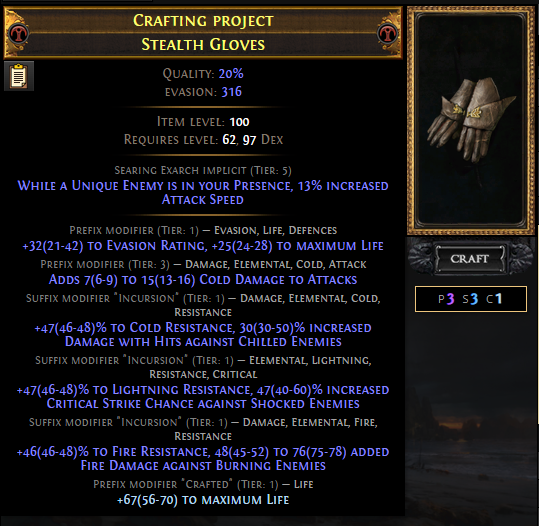 Crafting project
Stealth Gloves
Quality: 20%
evasion: 316
Item level: 100
Requires level: 62, 97 Dex
Searing Exarch implicit (Tier: 5)
While a Unique Enemy is in your Presence, 13% increased
Attack Speed
Prefix modifier (Tier: 1) — Evasion, Life, Defences
+32(21-42) to Evasion Rating, +25(24-28) to maximum Life
Prefix modifier (Tier: 3) — Damage, Elemental, Cold, Attack
Adds 7(6-9) to 15(13-16) Cold Damage to Attacks
Suffix modifier "Incursion" (Tier: 1) — Damage, Elemental, Cold,
Resistance
+47(46-48)% to Cold Resistance, 30(30-50)% increased
Damage with Hits against Chilled Enemies
Suffix modifier "Incursion" (Tier: 1) — Elemental, Lightning,
Resistance, Critical
+47(46-48)% to Lightning Resistance, 47(40-60)% increased
Critical Strike Chance against Shocked Enemies
Suffix modifier "Incursion" (Tier: 1) — Damage, Elemental, Fire,
Resistance
+46(46-48)% to Fire Resistance, 48(45-52) to 76(75-78) added
Fire Damage against Burning Enemies
Prefix modifier "Crafted" (Tier: 1) — Life
+67(56-70) to maximum Life
CRAFT
P3 S3 C1